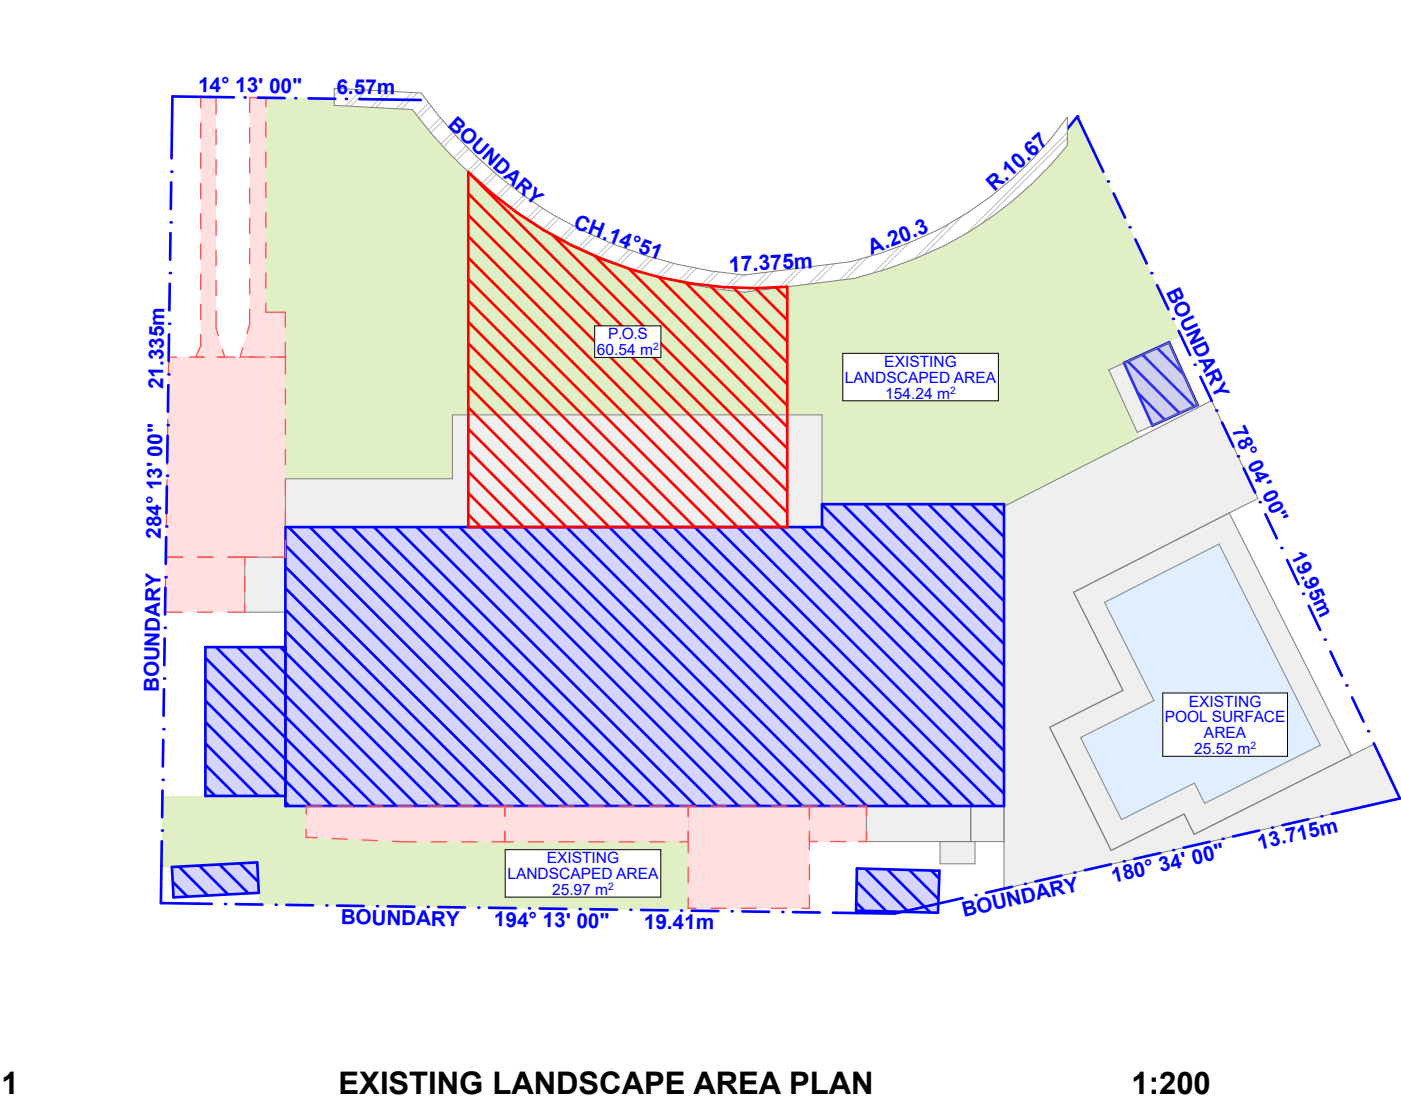 14° 13' 00"
6.57m
BOUNDARY
CH.14°51
17.375m
A.20.3
R.10.67
BOUNDARY
78° 04' 00"
19.95m
21.335m
284° 13' 00"
BOUNDARY
P.O.S
60.54 m²
EXISTING
LANDSCAPED AREA
154.24 m²
EXISTING
POOL SURFACE
AREA
25.52 m²
EXISTING
LANDSCAPED AREA
25.97 m²
BOUNDARY
194° 13' 00"
19.41m
BOUNDARY
180° 34' 00"
13.715m
1 EXISTING LANDSCAPE AREA PLAN 1:200